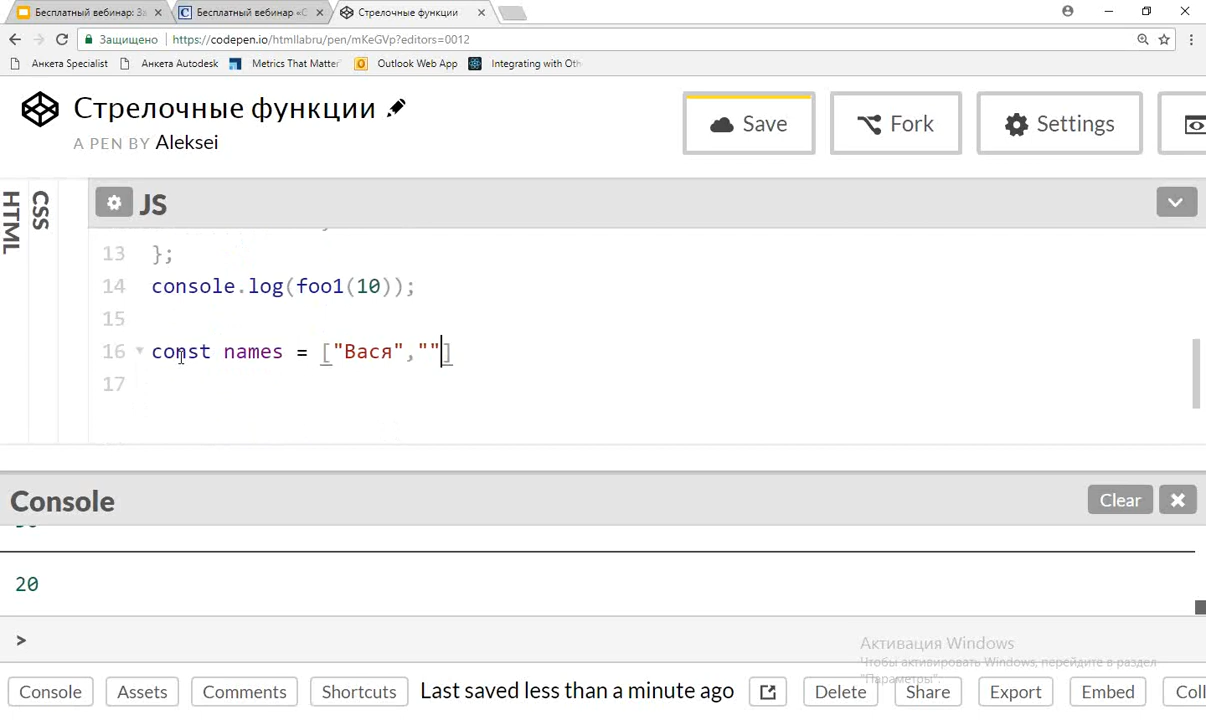 Бесплатный вебинар: За
Бесплатный вебинар «С
Стрелочные функции
Защищено https://codepen.io/htmllabru/pen/mKeGVp?editors=0012
Анкета Specialist Анкета Autodesk Metrics That Matter Outlook Web App Integrating with Oth
Стрелочные функции
A PEN BY Aleksei
Save Fork Settings
HTML
CSS
JS
13 };
14 console.log(foo1(10));
15
16 const names = ["Вася",""]
17
Console
Clear
20
>
Активация Windows
Чтобы активировать Windows, перейдите в раздел
"Параметры".
Console Assets Comments Shortcuts Last saved less than a minute ago Delete Share Export Embed Coll